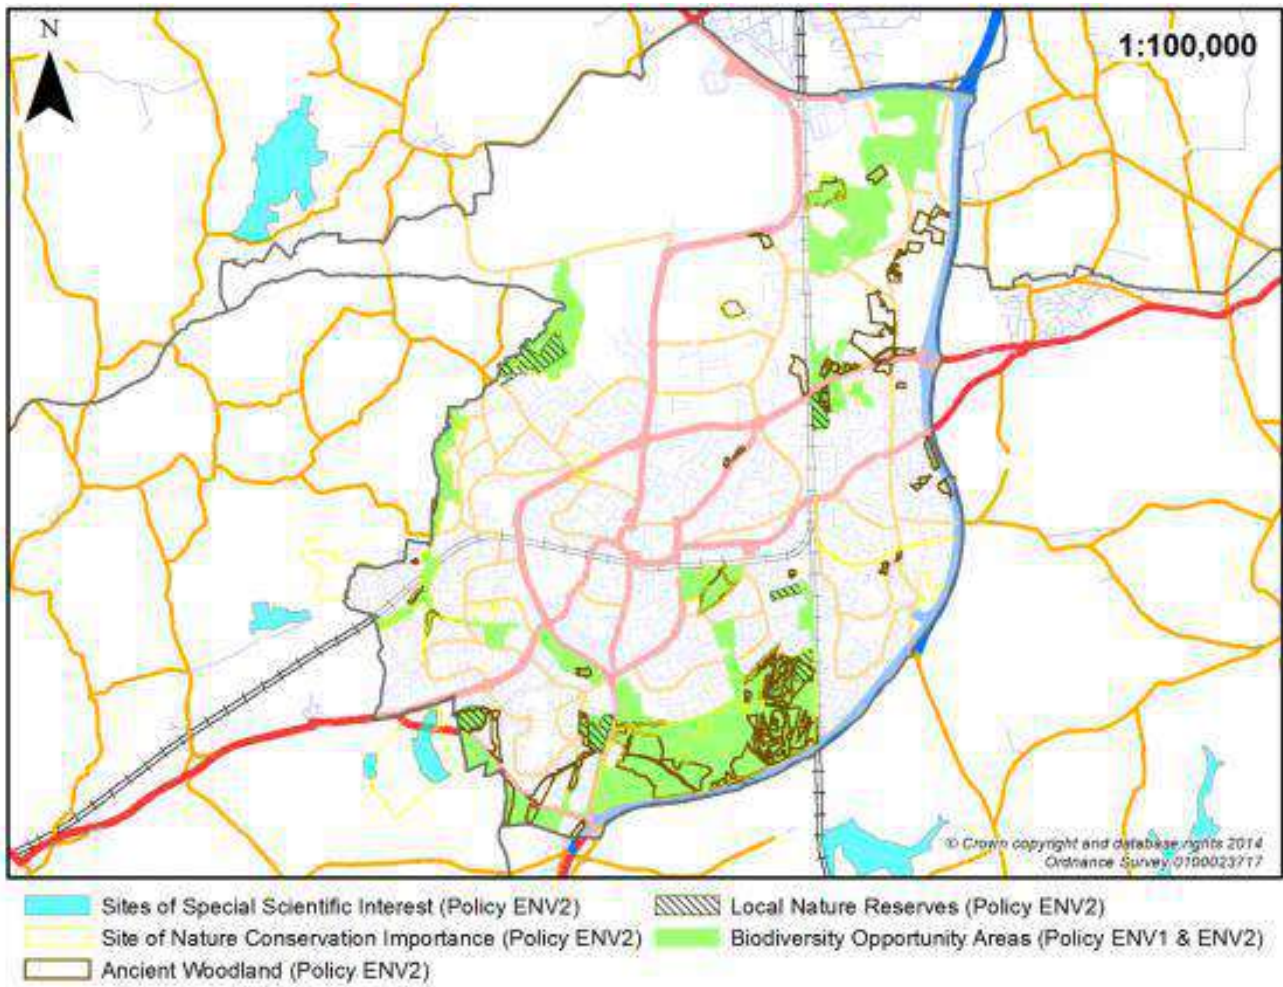 N
1:100,000
© Crown copyright and database rights 2014
Ordnance Survey 0100023717
Sites of Special Scientific Interest (Policy ENV2)
Local Nature Reserves (Policy ENV2)
Site of Nature Conservation Importance (Policy ENV2)
Biodiversity Opportunity Areas (Policy ENV1 & ENV2)
Ancient Woodland (Policy ENV2)